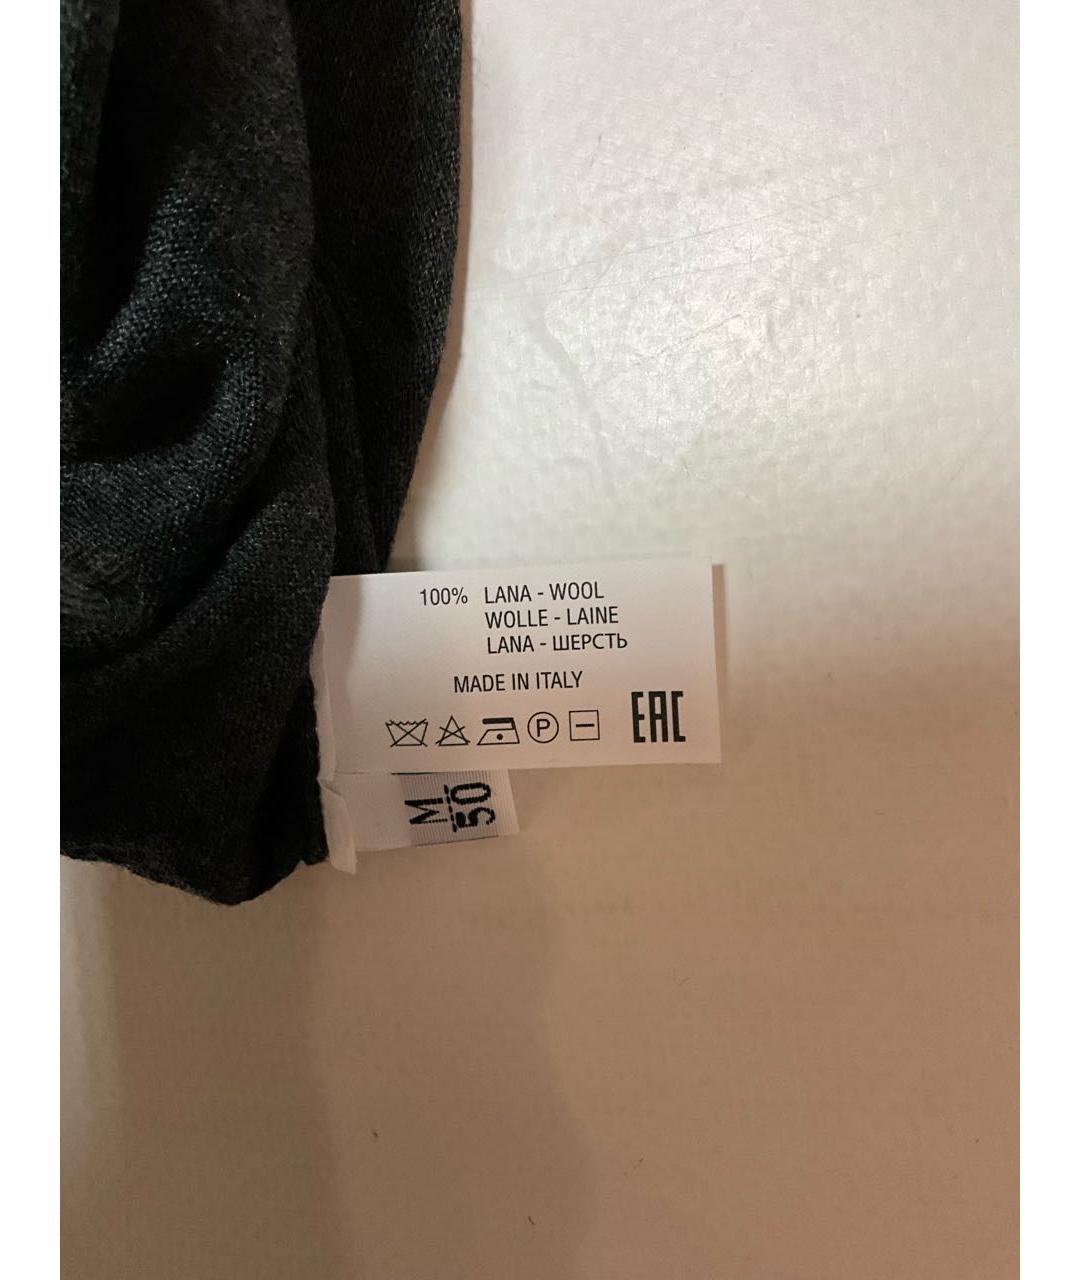 100% LANA - WOOL
WOLLE - LAINE
LANA - ШЕРСТЬ
MADE IN ITALY
P
EAC
M
50